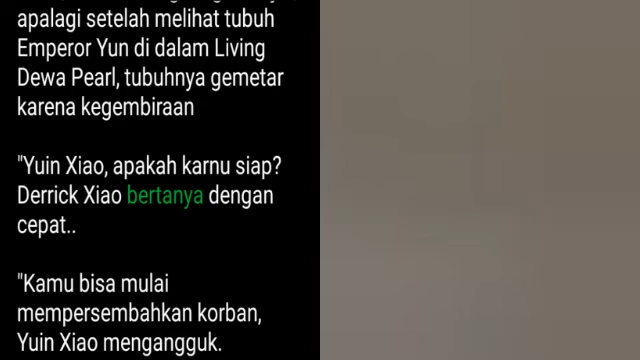 apalagi setelah melihat tubuh
Emperor Yun di dalam Living
Dewa Pearl, tubuhnya gemetar
karena kegembiraan
"Yuin Xiao, apakah karnu siap?
Derrick Xiao bertanya dengan
cepat..
"Kamu bisa mulai
mempersembahkan korban,
Yuin Xiao mengangguk.